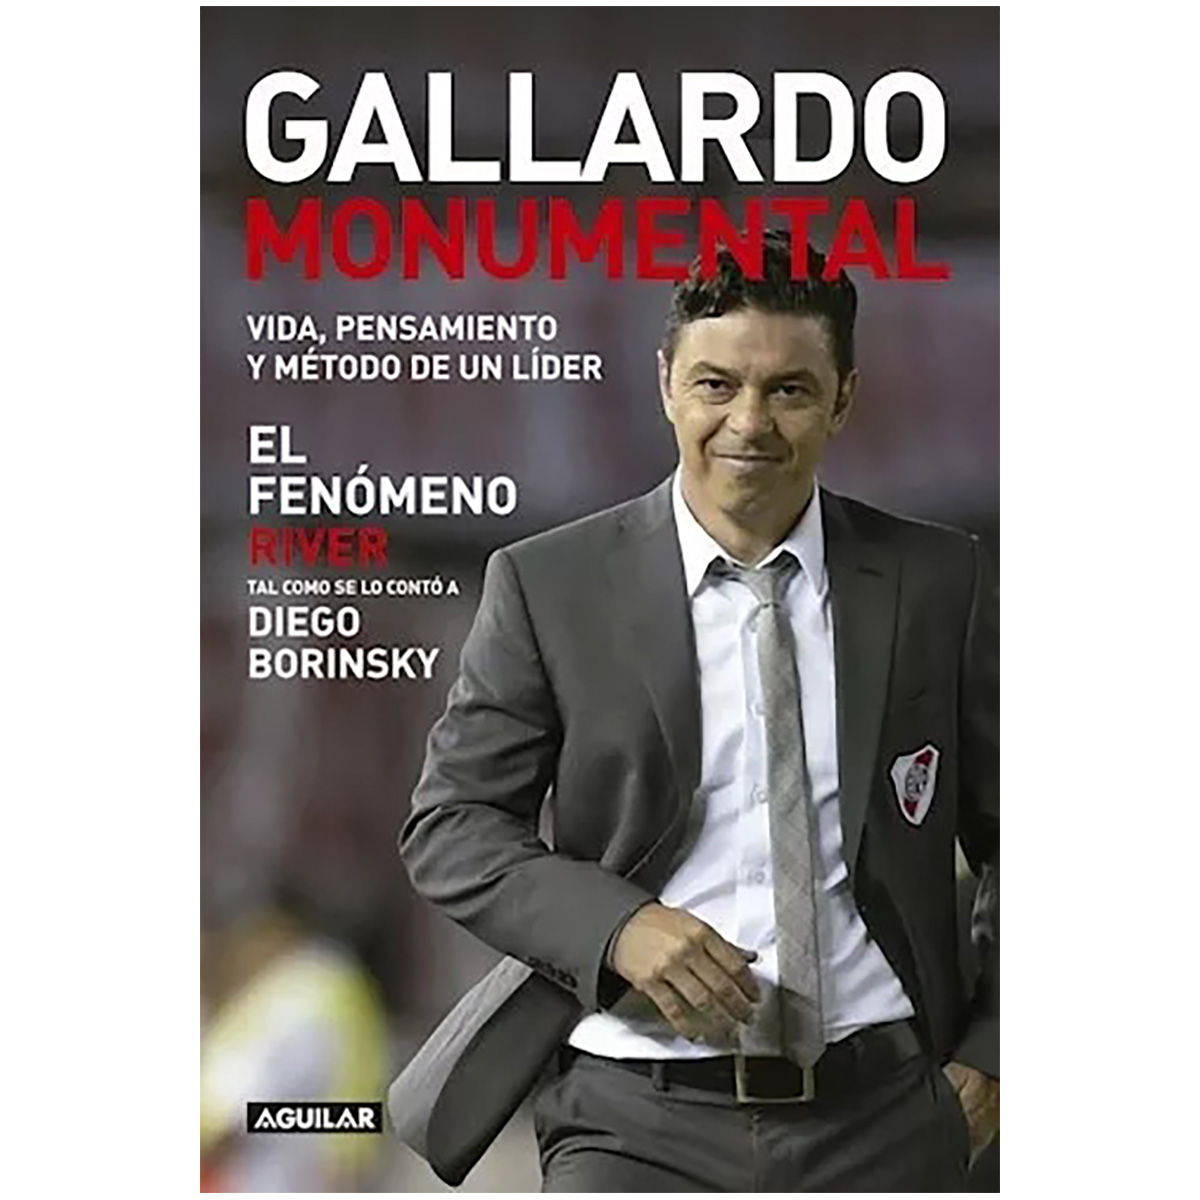 GALLARDO
MONUMENTAL
VIDA, PENSAMIENTO
Y MÉTODO DE UN LÍDER
EL
FENÓMENO
RIVER
TAL COMO SE LO CONTÓ A
DIEGO
BORINSKY
AGUILAR